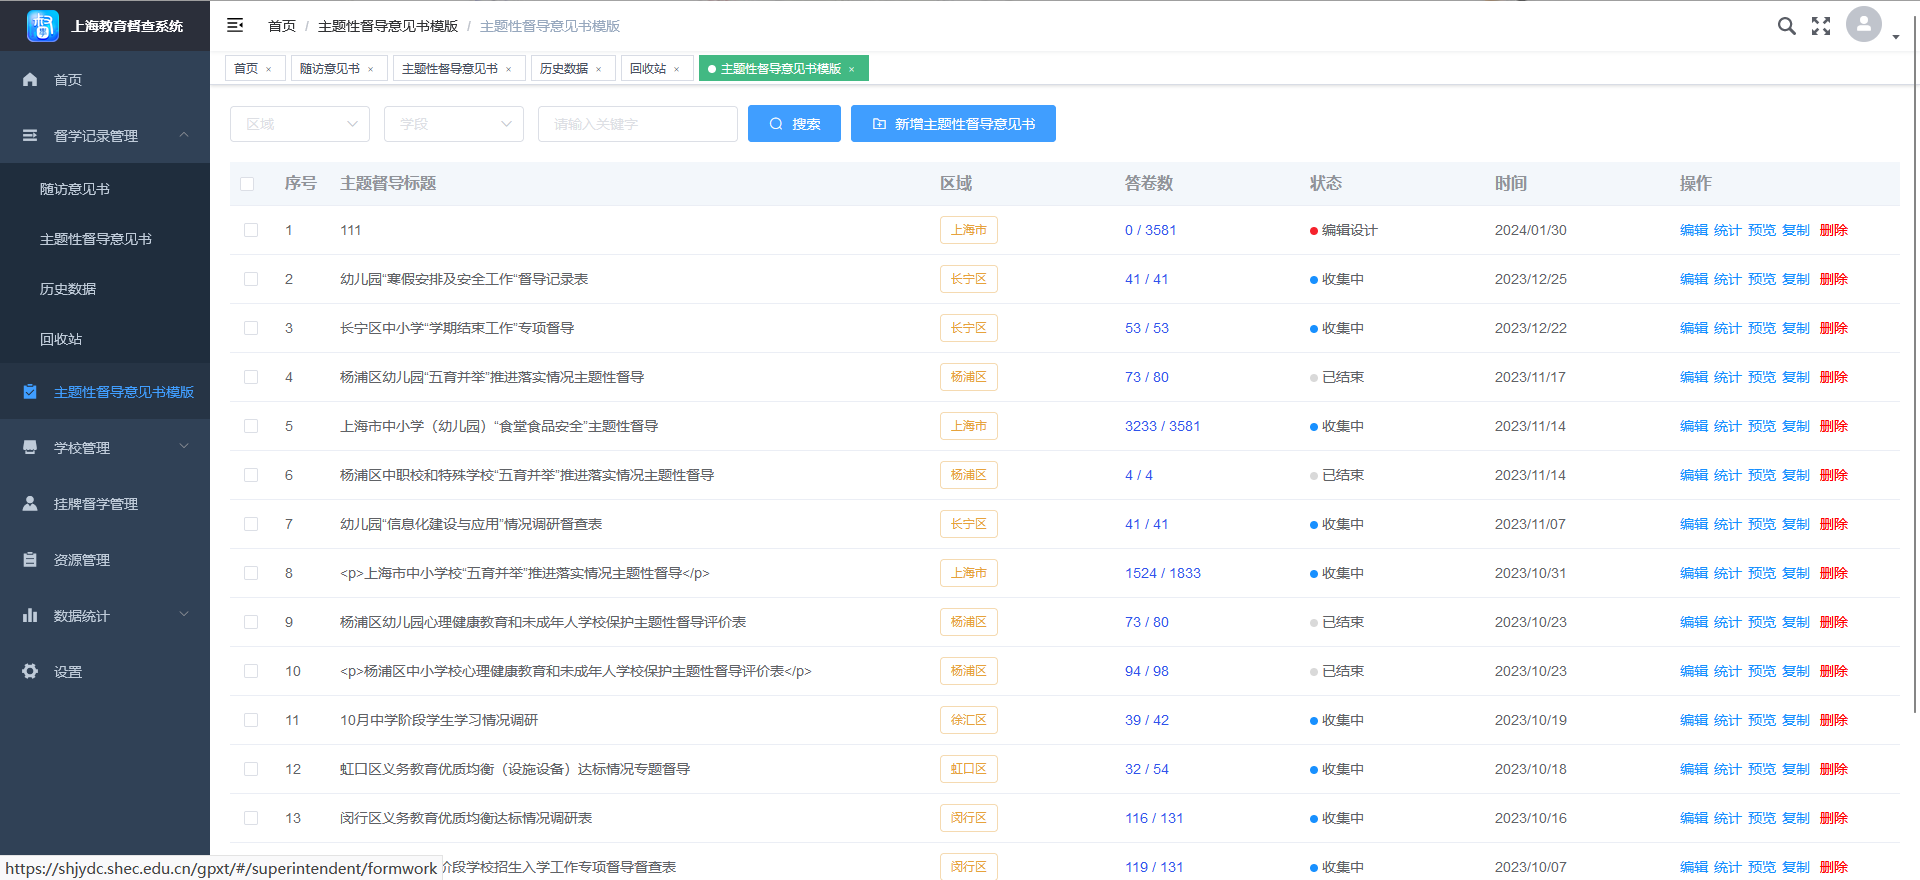 上海教育督查系统
首页 / 主题性督导意见书模版 / 主题性督导意见书模版
首页 × 随访意见书 × 主题性督导意见书 × 历史数据 × 回收站 × 主题性督导意见书模版 ×
首页
督学记录管理
随访意见书
主题性督导意见书
历史数据
回收站
主题性督导意见书模版
学校管理
挂牌督学管理
资源管理
数据统计
设置
区域 学段 请输入关键字 搜索 新增主题性督导意见书
序号 主题督导标题 区域 答卷数 状态 时间 操作
1 111 上海市 0 / 3581 编辑设计 2024/01/30 编辑 统计 预览 复制 删除
2 幼儿园“寒假安排及安全工作“督导记录表 长宁区 41 / 41 收集中 2023/12/25 编辑 统计 预览 复制 删除
3 长宁区中小学“学期结束工作”专项督导 长宁区 53 / 53 收集中 2023/12/22 编辑 统计 预览 复制 删除
4 杨浦区幼儿园“五育并举”推进落实情况主题性督导 杨浦区 73 / 80 已结束 2023/11/17 编辑 统计 预览 复制 删除
5 上海市中小学（幼儿园）“食堂食品安全”主题性督导 上海市 3233 / 3581 收集中 2023/11/14 编辑 统计 预览 复制 删除
6 杨浦区中职校和特殊学校“五育并举”推进落实情况主题性督导 杨浦区 4 / 4 已结束 2023/11/14 编辑 统计 预览 复制 删除
7 幼儿园“信息化建设与应用”情况调研督查表 长宁区 41 / 41 收集中 2023/11/07 编辑 统计 预览 复制 删除
8 <p>上海市中小学校“五育并举”推进落实情况主题性督导</p> 上海市 1524 / 1833 收集中 2023/10/31 编辑 统计 预览 复制 删除
9 杨浦区幼儿园心理健康教育和未成年人学校保护主题性督导评价表 杨浦区 73 / 80 已结束 2023/10/23 编辑 统计 预览 复制 删除
10 <p>杨浦区中小学校心理健康教育和未成年人学校保护主题性督导评价表</p> 杨浦区 94 / 98 已结束 2023/10/23 编辑 统计 预览 复制 删除
11 10月中学阶段学生学习情况调研 徐汇区 39 / 42 收集中 2023/10/19 编辑 统计 预览 复制 删除
12 虹口区义务教育优质均衡（设施设备）达标情况专题督导 虹口区 32 / 54 收集中 2023/10/18 编辑 统计 预览 复制 删除
13 闵行区义务教育优质均衡达标情况调研表 闵行区 116 / 131 收集中 2023/10/16 编辑 统计 预览 复制 删除
阶段学校招生入学工作专项督导督查表 闵行区 119 / 131 收集中 2023/10/07 编辑 统计 预览 复制 删除
https://shjydc.shec.edu.cn/gpxt/#/superintendent/formwork